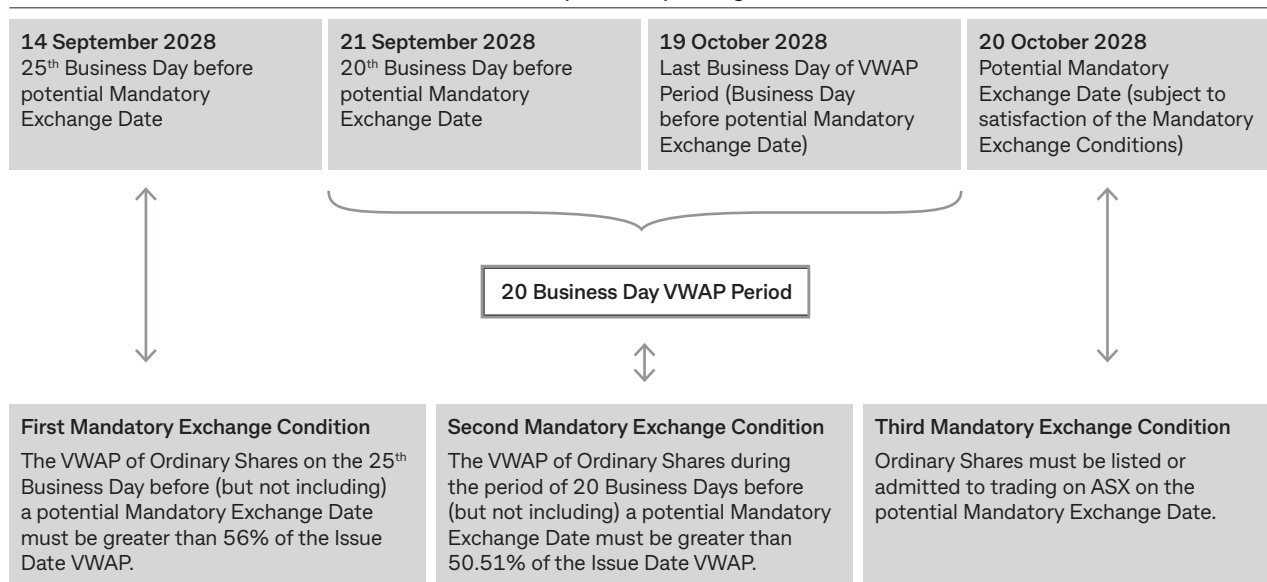 14 September 2028
25th Business Day before
potential Mandatory
Exchange Date
21 September 2028
20th Business Day before
potential Mandatory
Exchange Date
19 October 2028
Last Business Day of VWAP
Period (Business Day
before potential Mandatory
Exchange Date)
20 October 2028
Potential Mandatory
Exchange Date (subject to
satisfaction of the Mandatory
Exchange Conditions)
20 Business Day VWAP Period
First Mandatory Exchange Condition
The VWAP of Ordinary Shares on the 25th
Business Day before (but not including)
a potential Mandatory Exchange Date
must be greater than 56% of the Issue
Date VWAP.
Second Mandatory Exchange Condition
The VWAP of Ordinary Shares during
the period of 20 Business Days before
(but not including) a potential Mandatory
Exchange Date must be greater than
50.51% of the Issue Date VWAP.
Third Mandatory Exchange Condition
Ordinary Shares must be listed or
admitted to trading on ASX on the
potential Mandatory Exchange Date.